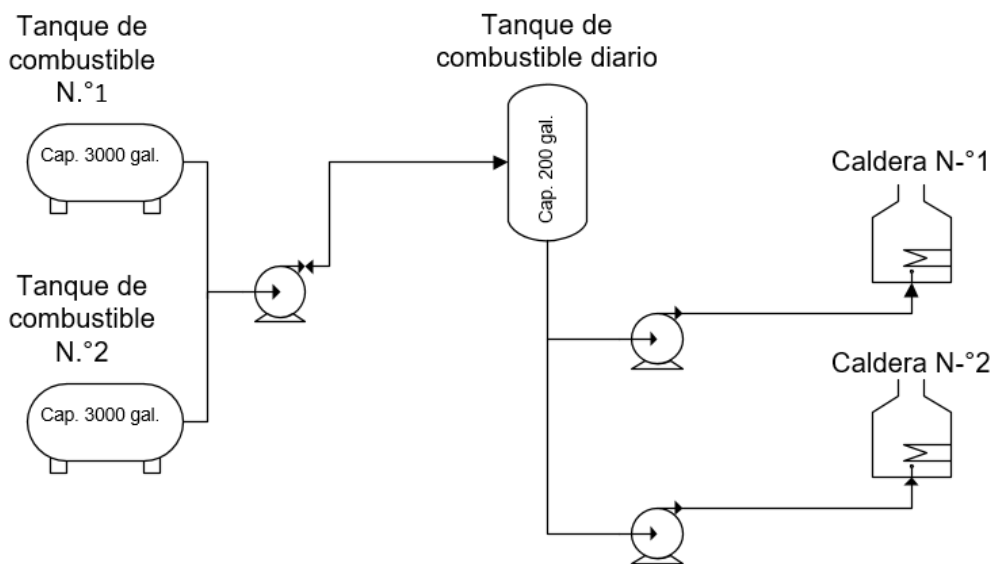 Tanque de
combustible
N.°1
Cap. 3000 gal.
Tanque de
combustible diario
Cap. 200 gal.
Caldera N-°1
Tanque de
combustible
N.°2
Cap. 3000 gal.
Caldera N-°2